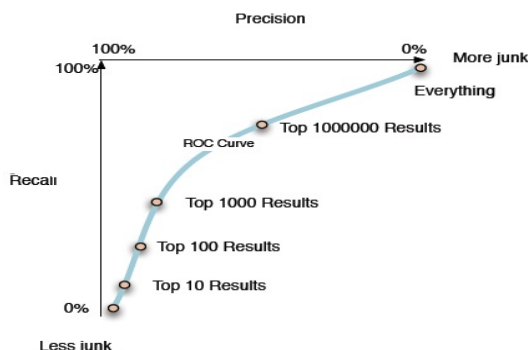 Precision
100%
0%
More junk
100%
Everything
Top 1000000 Results
ROC Curve
Recall
Top 1000 Results
Top 100 Results
Top 10 Results
0%
Less junk